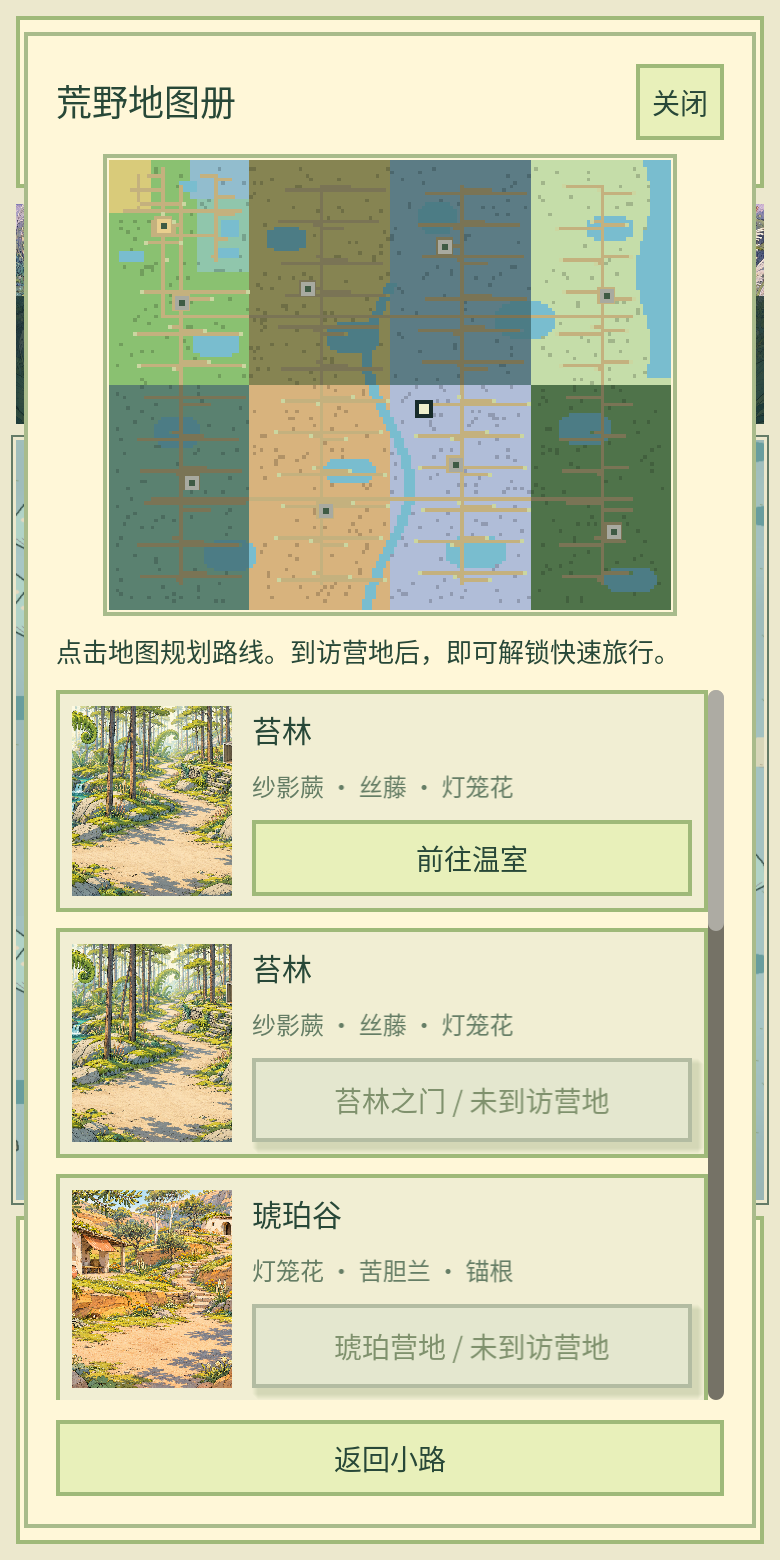 荒野地图册
关闭
点击地图规划路线。到访营地后，即可解锁快速旅行。
苔林
纱影蕨 · 丝藤 · 灯笼花
前往温室
苔林
纱影蕨 · 丝藤 · 灯笼花
苔林之门 / 未到访营地
琥珀谷
灯笼花 · 苦胆兰 · 锚根
琥珀营地 / 未到访营地
返回小路